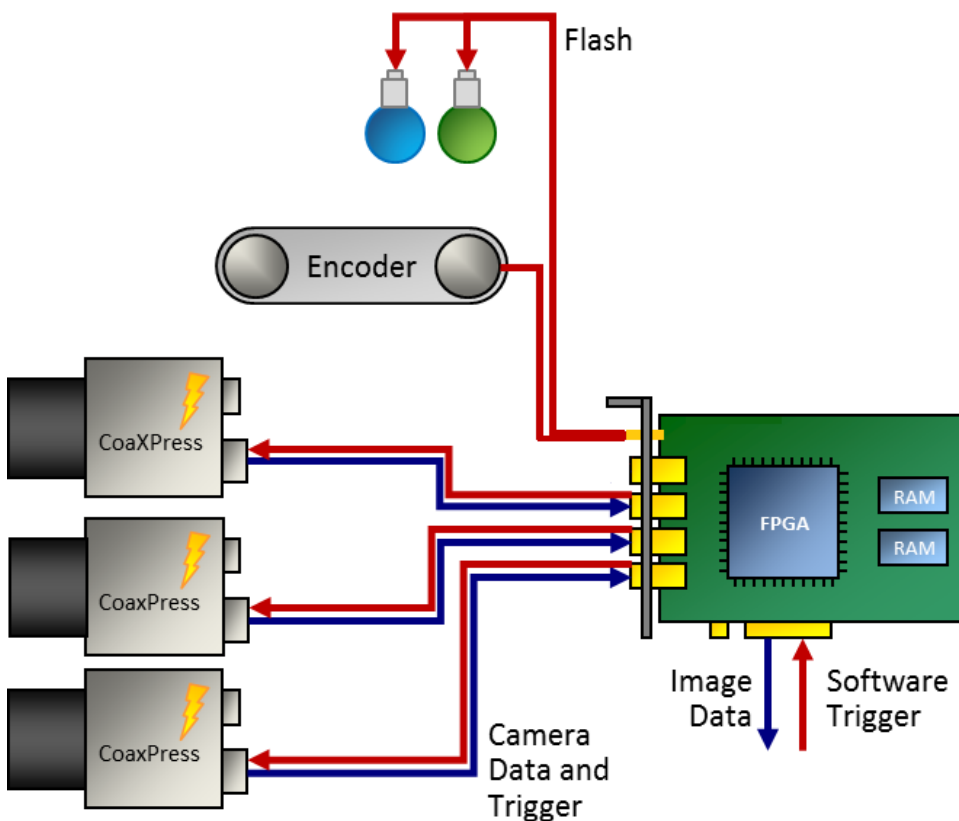 Flash
Encoder
CoaXPress
RAM
FPGA
RAM
CoaxPress
Image
Data
Software
Trigger
CoaxPress
Camera
Data and
Trigger